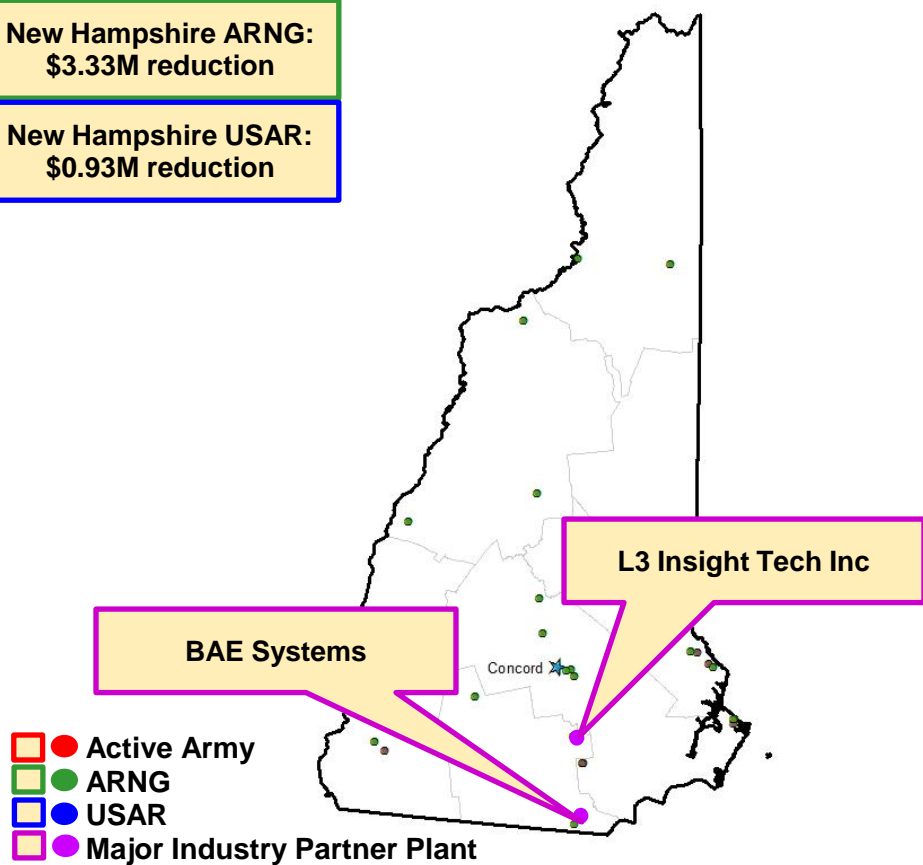 New Hampshire ARNG:
$3.33M reduction
New Hampshire USAR:
$0.93M reduction
L3 Insight Tech Inc
BAE Systems
Concord
Active Army
ARNG
USAR
Major Industry Partner Plant